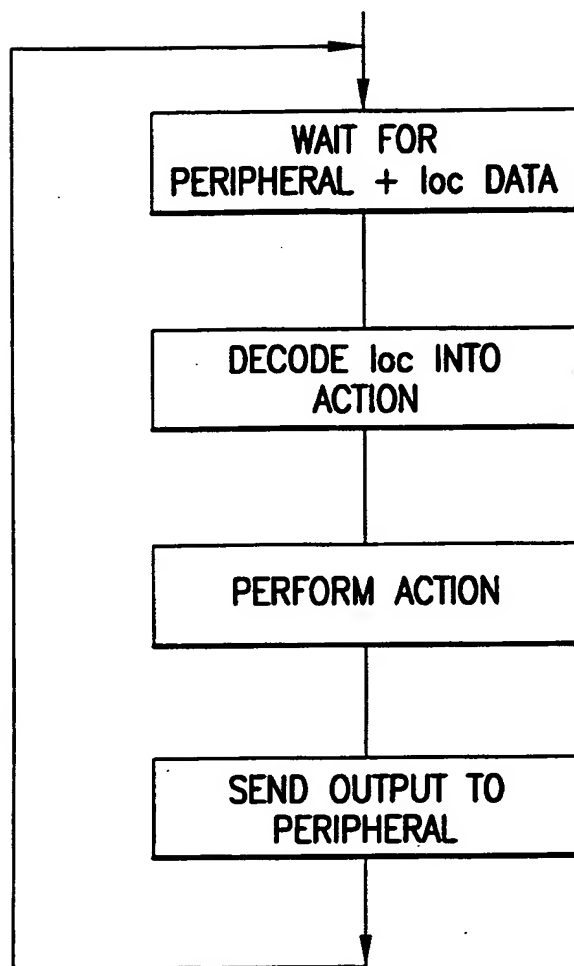 WAIT FOR
PERIPHERAL + loc DATA
DECODE loc INTO
ACTION
PERFORM ACTION
SEND OUTPUT TO
PERIPHERAL